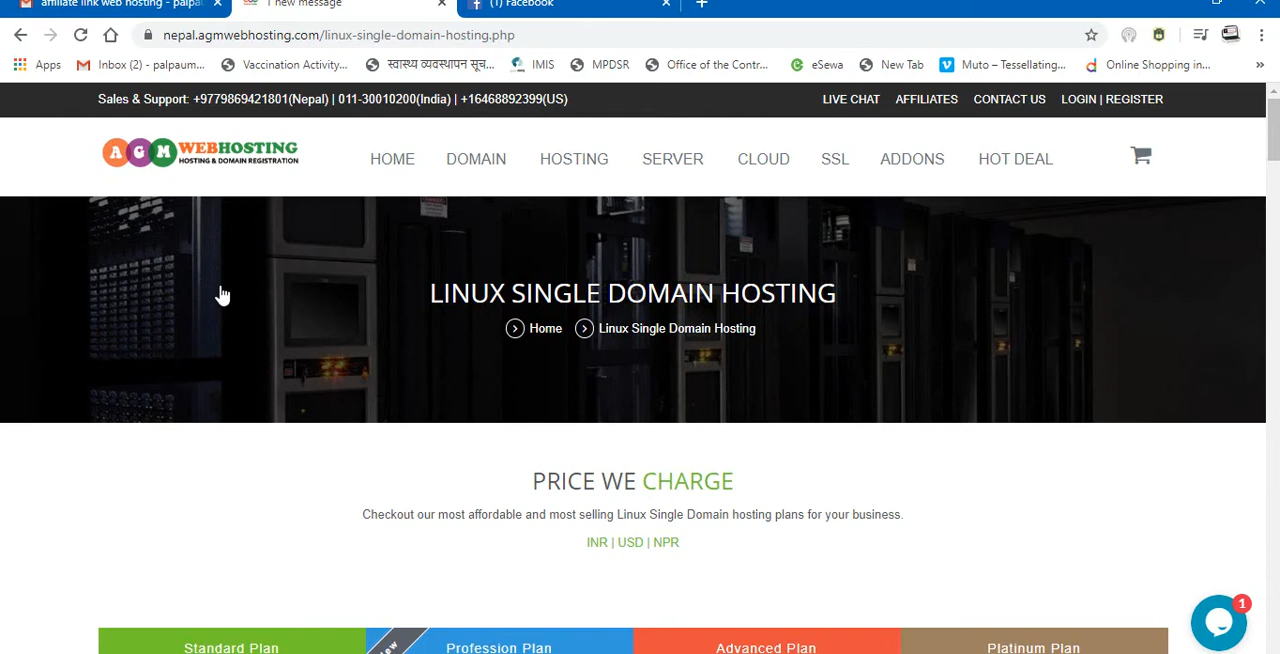 affiliate link web hosting - palpau
1 new message
(1) Facebook
nepal.agmwebhosting.com/linux-single-domain-hosting.php
Apps
Inbox (2) - palpaum...
Vaccination Activity...
स्वास्थ्य व्यवस्थापन सूच...
IMIS
MPDSR
Office of the Contr...
eSewa
New Tab
Muto – Tessellating...
Online Shopping in...
Sales & Support: +9779869421801(Nepal) | 011-30010200(India) | +16468892399(US)
LIVE CHAT AFFILIATES CONTACT US LOGIN | REGISTER
AGM WEBHOSTING
HOSTING & DOMAIN REGISTRATION
HOME DOMAIN HOSTING SERVER CLOUD SSL ADDONS HOT DEAL
LINUX SINGLE DOMAIN HOSTING
Home Linux Single Domain Hosting
PRICE WE CHARGE
Checkout our most affordable and most selling Linux Single Domain hosting plans for your business.
INR | USD | NPR
1
Standard Plan
Profession Plan
Advanced Plan
Platinum Plan